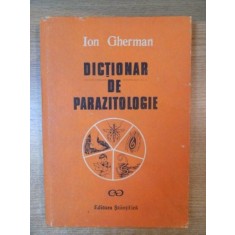 Ion Gherman
DICȚIONAR
DE
PARAZITOLOGIE
Editura Științifică